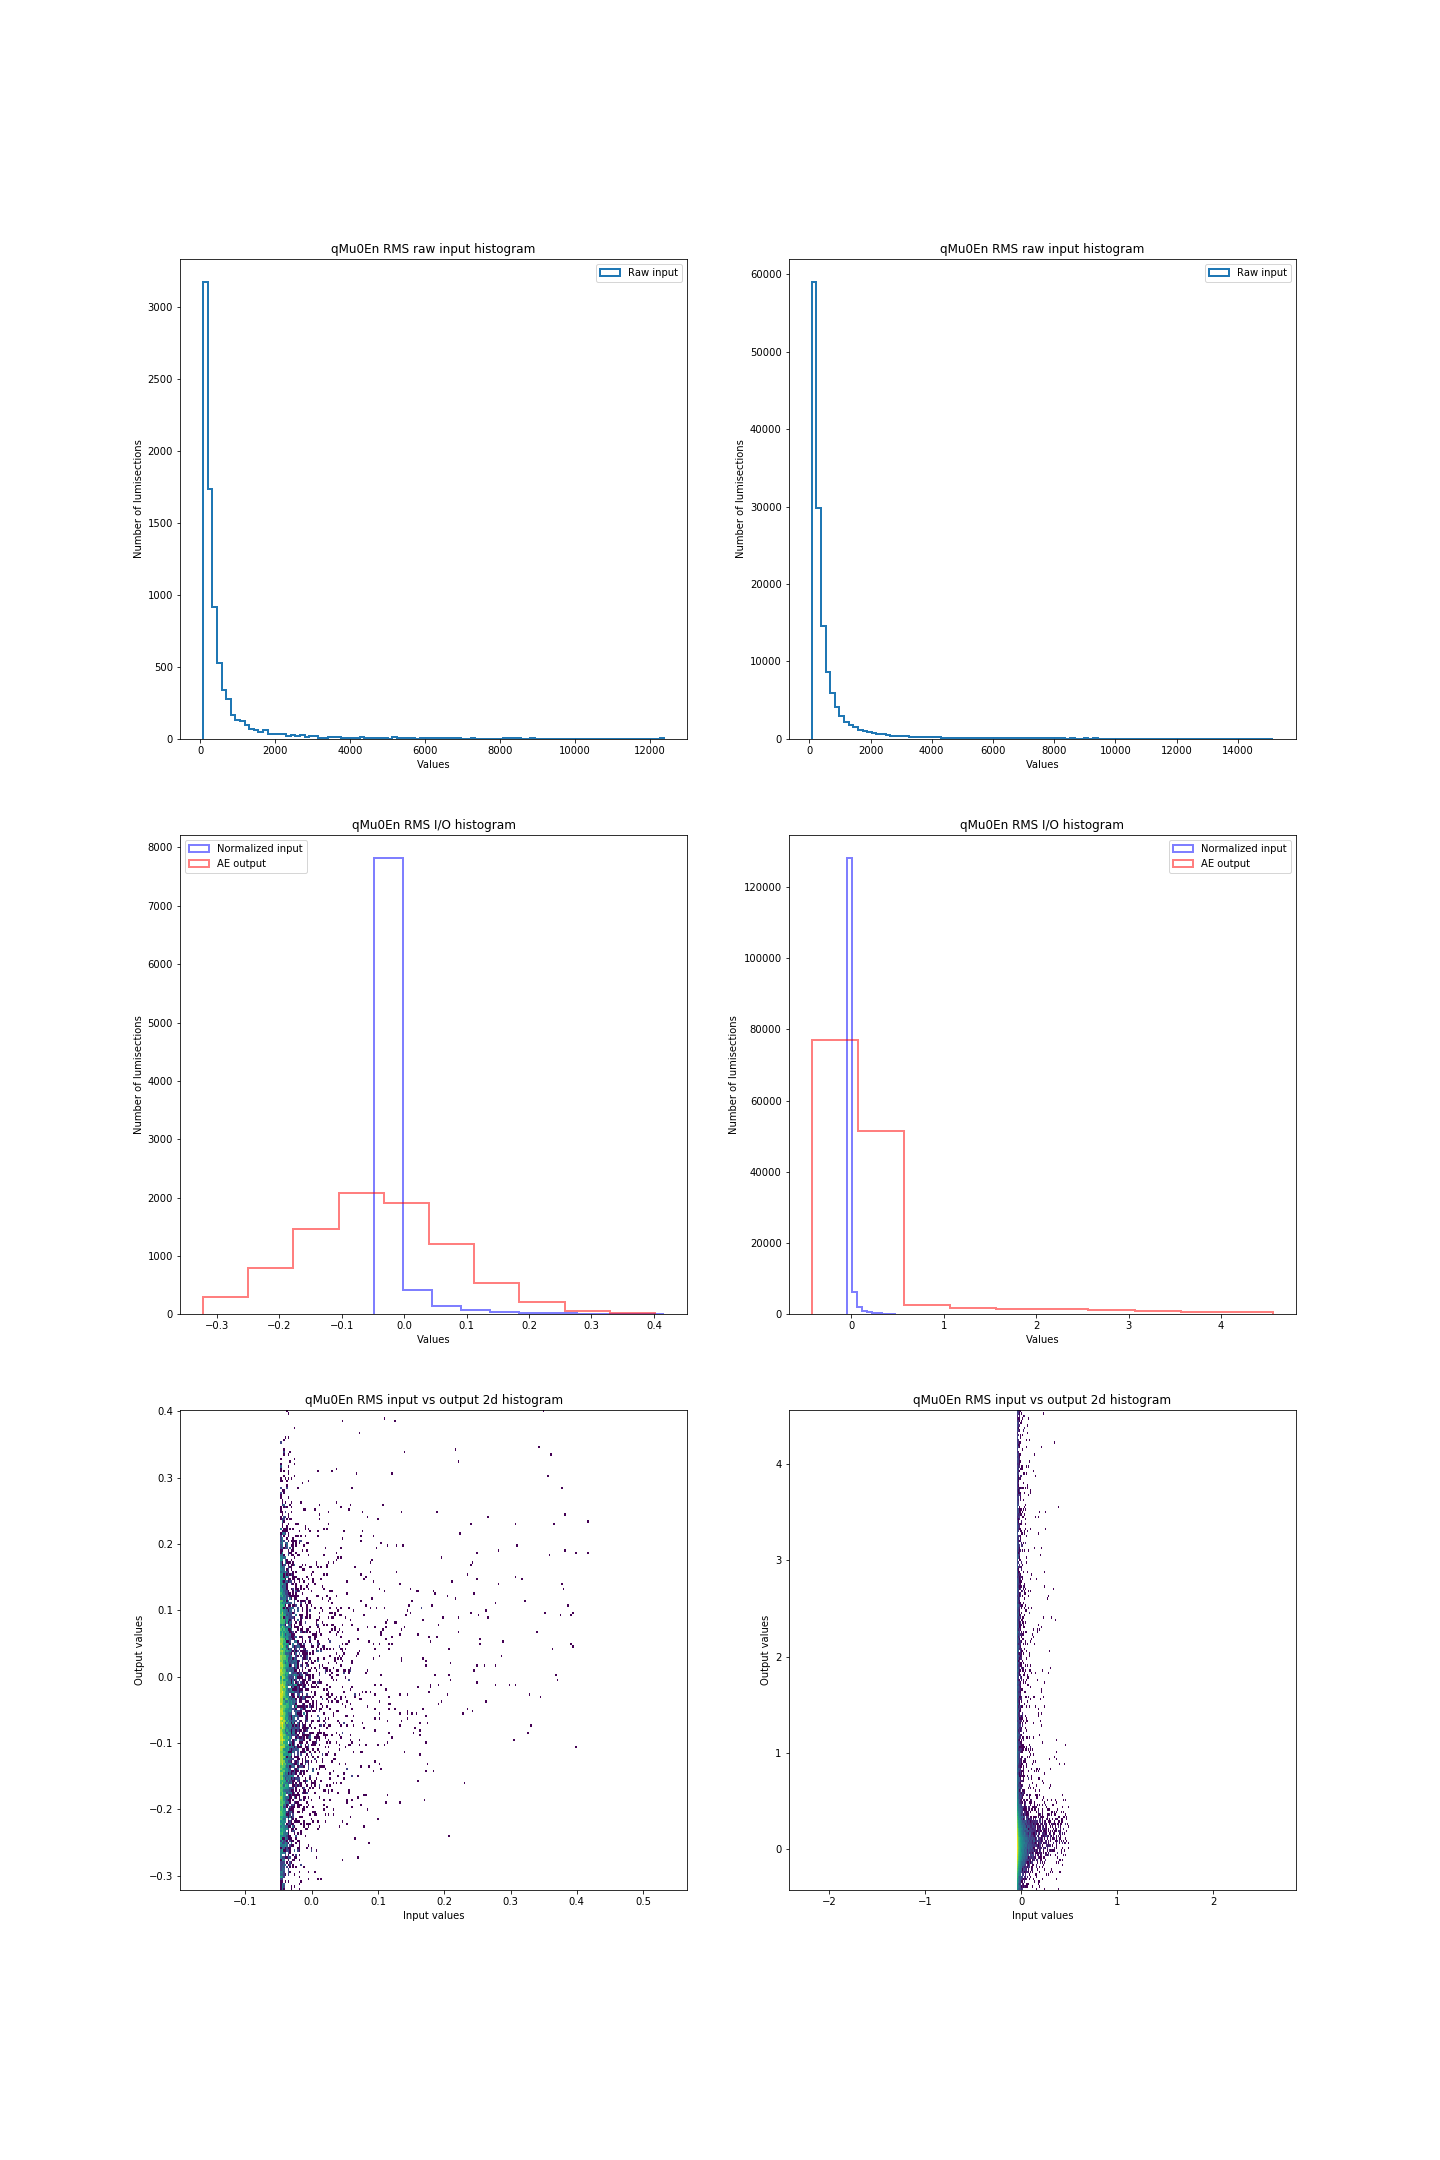 qMu0En RMS raw input histogram
Raw input
3000
2500
2000
1500
1000
500
0
Number of lumisections
0 2000 4000 6000 8000 10000 12000
Values
qMu0En RMS raw input histogram
Raw input
60000
50000
40000
30000
20000
10000
0
Number of lumisections
0 2000 4000 6000 8000 10000 12000 14000
Values
qMu0En RMS I/O histogram
Normalized input
AE output
8000
7000
6000
5000
4000
3000
2000
1000
0
Number of lumisections
−0.3 −0.2 −0.1 0.0 0.1 0.2 0.3 0.4
Values
qMu0En RMS I/O histogram
Normalized input
AE output
120000
100000
80000
60000
40000
20000
0
Number of lumisections
0 1 2 3 4
Values
qMu0En RMS input vs output 2d histogram
0.4
0.3
0.2
0.1
0.0
−0.1
−0.2
−0.3
Output values
−0.1 0.0 0.1 0.2 0.3 0.4 0.5
Input values
qMu0En RMS input vs output 2d histogram
4
3
2
1
0
Output values
−2 −1 0 1 2
Input values